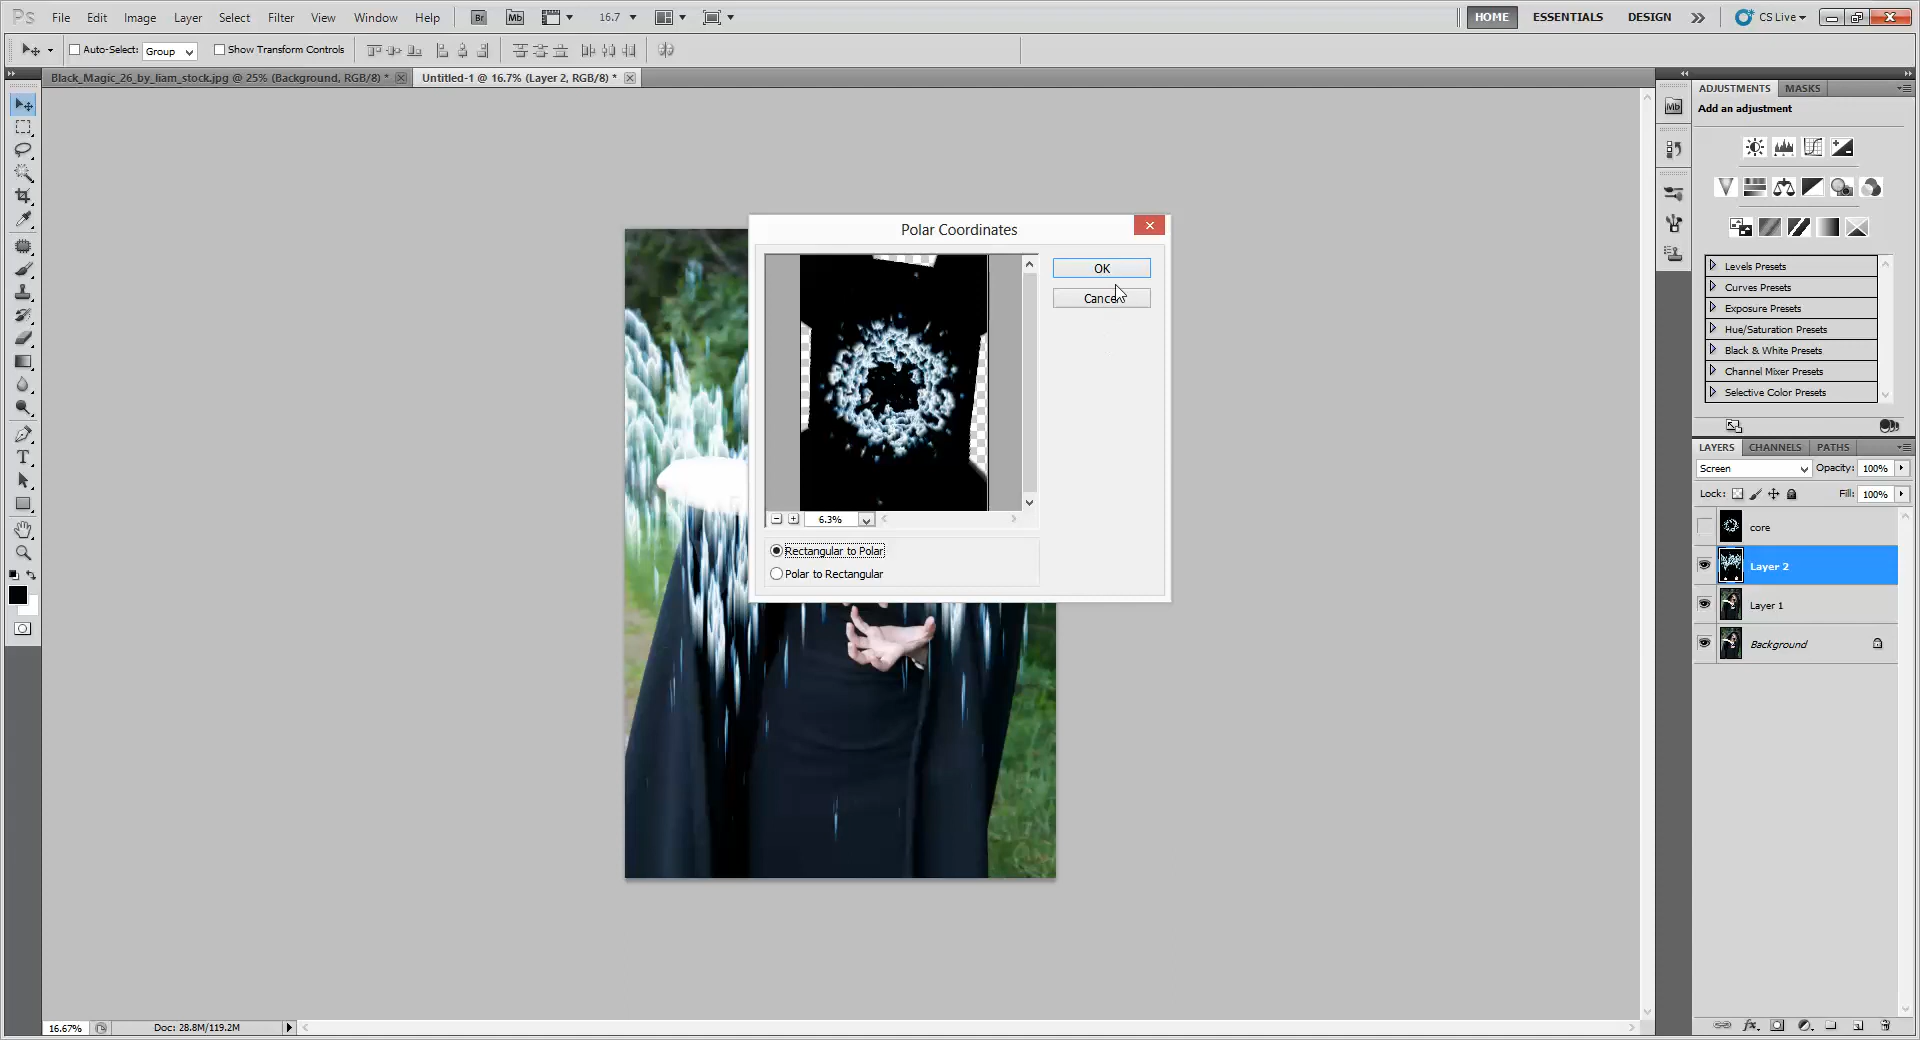 Ps File Edit Image Layer Select Filter View Window Help Br Mb 16.7 HOME ESSENTIALS DESIGN CS Live
Auto-Select: Group Show Transform Controls
Black_Magic_26_by_liam_stock.jpg @ 25% (Background, RGB/8) * Untitled-1 @ 16.7% (Layer 2, RGB/8) *
ADJUSTMENTS MASKS
Mb
Add an adjustment
Polar Coordinates
OK
Cancel
6.3%
Rectangular to Polar
Polar to Rectangular
Levels Presets
Curves Presets
Exposure Presets
Hue/Saturation Presets
Black & White Presets
Channel Mixer Presets
Selective Color Presets
LAYERS CHANNELS PATHS
Screen Opacity: 100%
Lock: Fill: 100%
core
Layer 2
Layer 1
Background
T
16.67% Doc: 28.8M/119.2M
fx